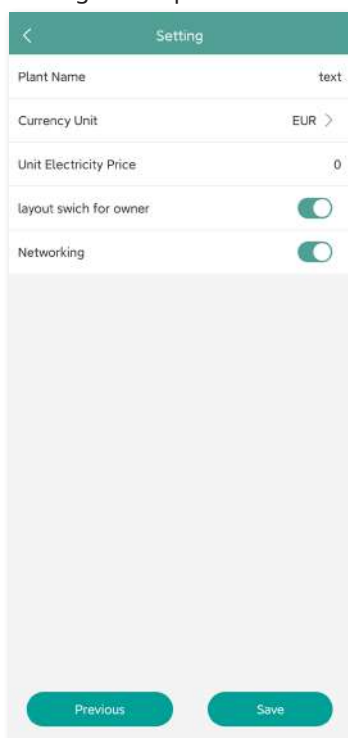 Setting
Plant Name text
Currency Unit EUR >
Unit Electricity Price 0
layout swich for owner
Networking
Previous Save